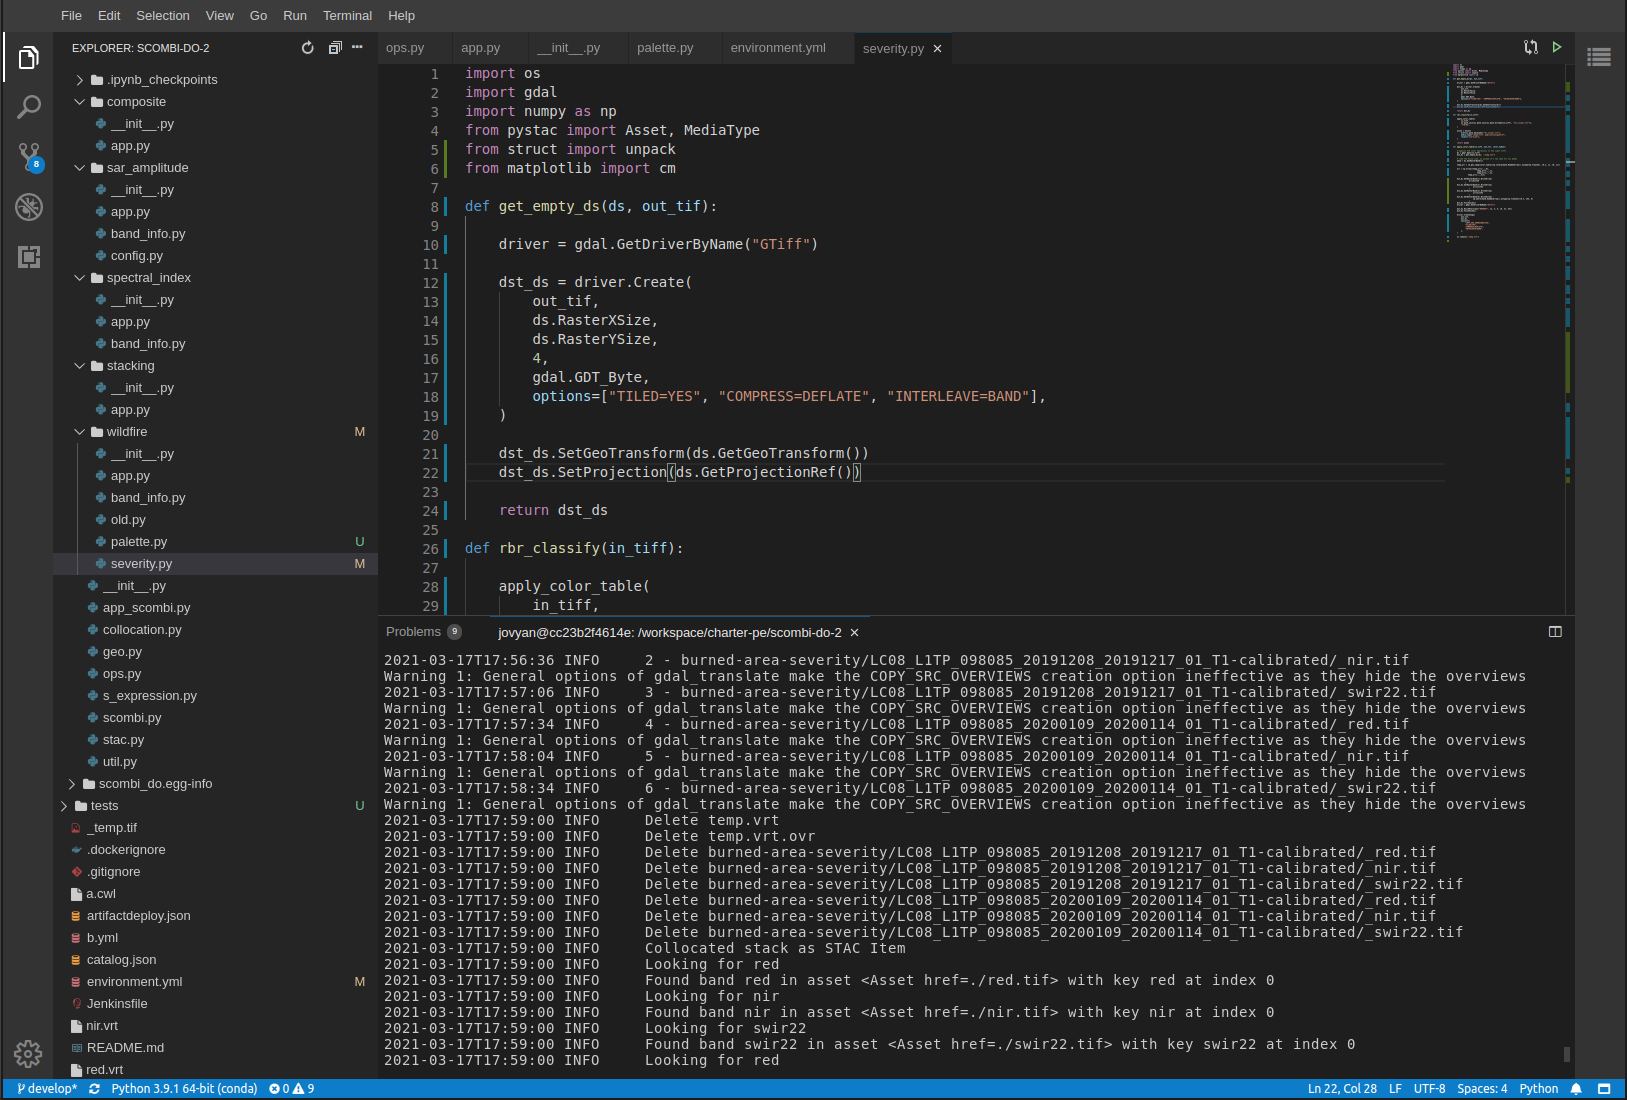 File Edit Selection View Go Run Terminal Help
EXPLORER: SCOMBI-DO-2
.ipynb_checkpoints
composite
__init__.py
app.py
sar_amplitude
__init__.py
app.py
band_info.py
config.py
spectral_index
__init__.py
app.py
band_info.py
stacking
__init__.py
app.py
wildfire M
__init__.py
app.py
band_info.py
old.py
palette.py U
severity.py M
__init__.py
app_scombi.py
collocation.py
geo.py
ops.py
s_expression.py
scombi.py
stac.py
util.py
scombi_do.egg-info
tests U
_temp.tif
.dockerignore
.gitignore
a.cwl
artifactdeploy.json
b.yml
catalog.json
environment.yml M
Jenkinsfile
nir.vrt
README.md
red.vrt
8
ops.py app.py __init__.py palette.py environment.yml severity.py
1 import os
2 import gdal
3 import numpy as np
4 from pystac import Asset, MediaType
5 from struct import unpack
6 from matplotlib import cm
7
8 def get_empty_ds(ds, out_tif):
9
10 driver = gdal.GetDriverByName("GTiff")
11
12 dst_ds = driver.Create(
13 out_tif,
14 ds.RasterXSize,
15 ds.RasterYSize,
16 4,
17 gdal.GDT_Byte,
18 options=["TILED=YES", "COMPRESS=DEFLATE", "INTERLEAVE=BAND"],
19 )
20
21 dst_ds.SetGeoTransform(ds.GetGeoTransform())
22 dst_ds.SetProjection(ds.GetProjectionRef())
23
24 return dst_ds
25
26 def rbr_classify(in_tiff):
27
28 apply_color_table(
29 in_tiff,
Problems 9 jovyan@cc23b2f4614e: /workspace/charter-pe/scombi-do-2
2021-03-17T17:56:36 INFO 2 - burned-area-severity/LC08_L1TP_098085_20191208_20191217_01_T1-calibrated/_nir.tif
Warning 1: General options of gdal_translate make the COPY_SRC_OVERVIEWS creation option ineffective as they hide the overviews
2021-03-17T17:57:06 INFO 3 - burned-area-severity/LC08_L1TP_098085_20191208_20191217_01_T1-calibrated/_swir22.tif
Warning 1: General options of gdal_translate make the COPY_SRC_OVERVIEWS creation option ineffective as they hide the overviews
2021-03-17T17:57:34 INFO 4 - burned-area-severity/LC08_L1TP_098085_20200109_20200114_01_T1-calibrated/_red.tif
Warning 1: General options of gdal_translate make the COPY_SRC_OVERVIEWS creation option ineffective as they hide the overviews
2021-03-17T17:58:04 INFO 5 - burned-area-severity/LC08_L1TP_098085_20200109_20200114_01_T1-calibrated/_nir.tif
Warning 1: General options of gdal_translate make the COPY_SRC_OVERVIEWS creation option ineffective as they hide the overviews
2021-03-17T17:58:34 INFO 6 - burned-area-severity/LC08_L1TP_098085_20200109_20200114_01_T1-calibrated/_swir22.tif
Warning 1: General options of gdal_translate make the COPY_SRC_OVERVIEWS creation option ineffective as they hide the overviews
2021-03-17T17:59:00 INFO Delete temp.vrt
2021-03-17T17:59:00 INFO Delete temp.vrt.ovr
2021-03-17T17:59:00 INFO Delete burned-area-severity/LC08_L1TP_098085_20191208_20191217_01_T1-calibrated/_red.tif
2021-03-17T17:59:00 INFO Delete burned-area-severity/LC08_L1TP_098085_20191208_20191217_01_T1-calibrated/_nir.tif
2021-03-17T17:59:00 INFO Delete burned-area-severity/LC08_L1TP_098085_20191208_20191217_01_T1-calibrated/_swir22.tif
2021-03-17T17:59:00 INFO Delete burned-area-severity/LC08_L1TP_098085_20200109_20200114_01_T1-calibrated/_red.tif
2021-03-17T17:59:00 INFO Delete burned-area-severity/LC08_L1TP_098085_20200109_20200114_01_T1-calibrated/_nir.tif
2021-03-17T17:59:00 INFO Delete burned-area-severity/LC08_L1TP_098085_20200109_20200114_01_T1-calibrated/_swir22.tif
2021-03-17T17:59:00 INFO Collocated stack as STAC Item
2021-03-17T17:59:00 INFO Looking for red
2021-03-17T17:59:00 INFO Found band red in asset <Asset href=./red.tif> with key red at index 0
2021-03-17T17:59:00 INFO Looking for nir
2021-03-17T17:59:00 INFO Found band nir in asset <Asset href=./nir.tif> with key nir at index 0
2021-03-17T17:59:00 INFO Looking for swir22
2021-03-17T17:59:00 INFO Found band swir22 in asset <Asset href=./swir22.tif> with key swir22 at index 0
2021-03-17T17:59:00 INFO Looking for red
develop* Python 3.9.1 64-bit (conda) 0 9 Ln 22, Col 28 LF UTF-8 Spaces: 4 Python